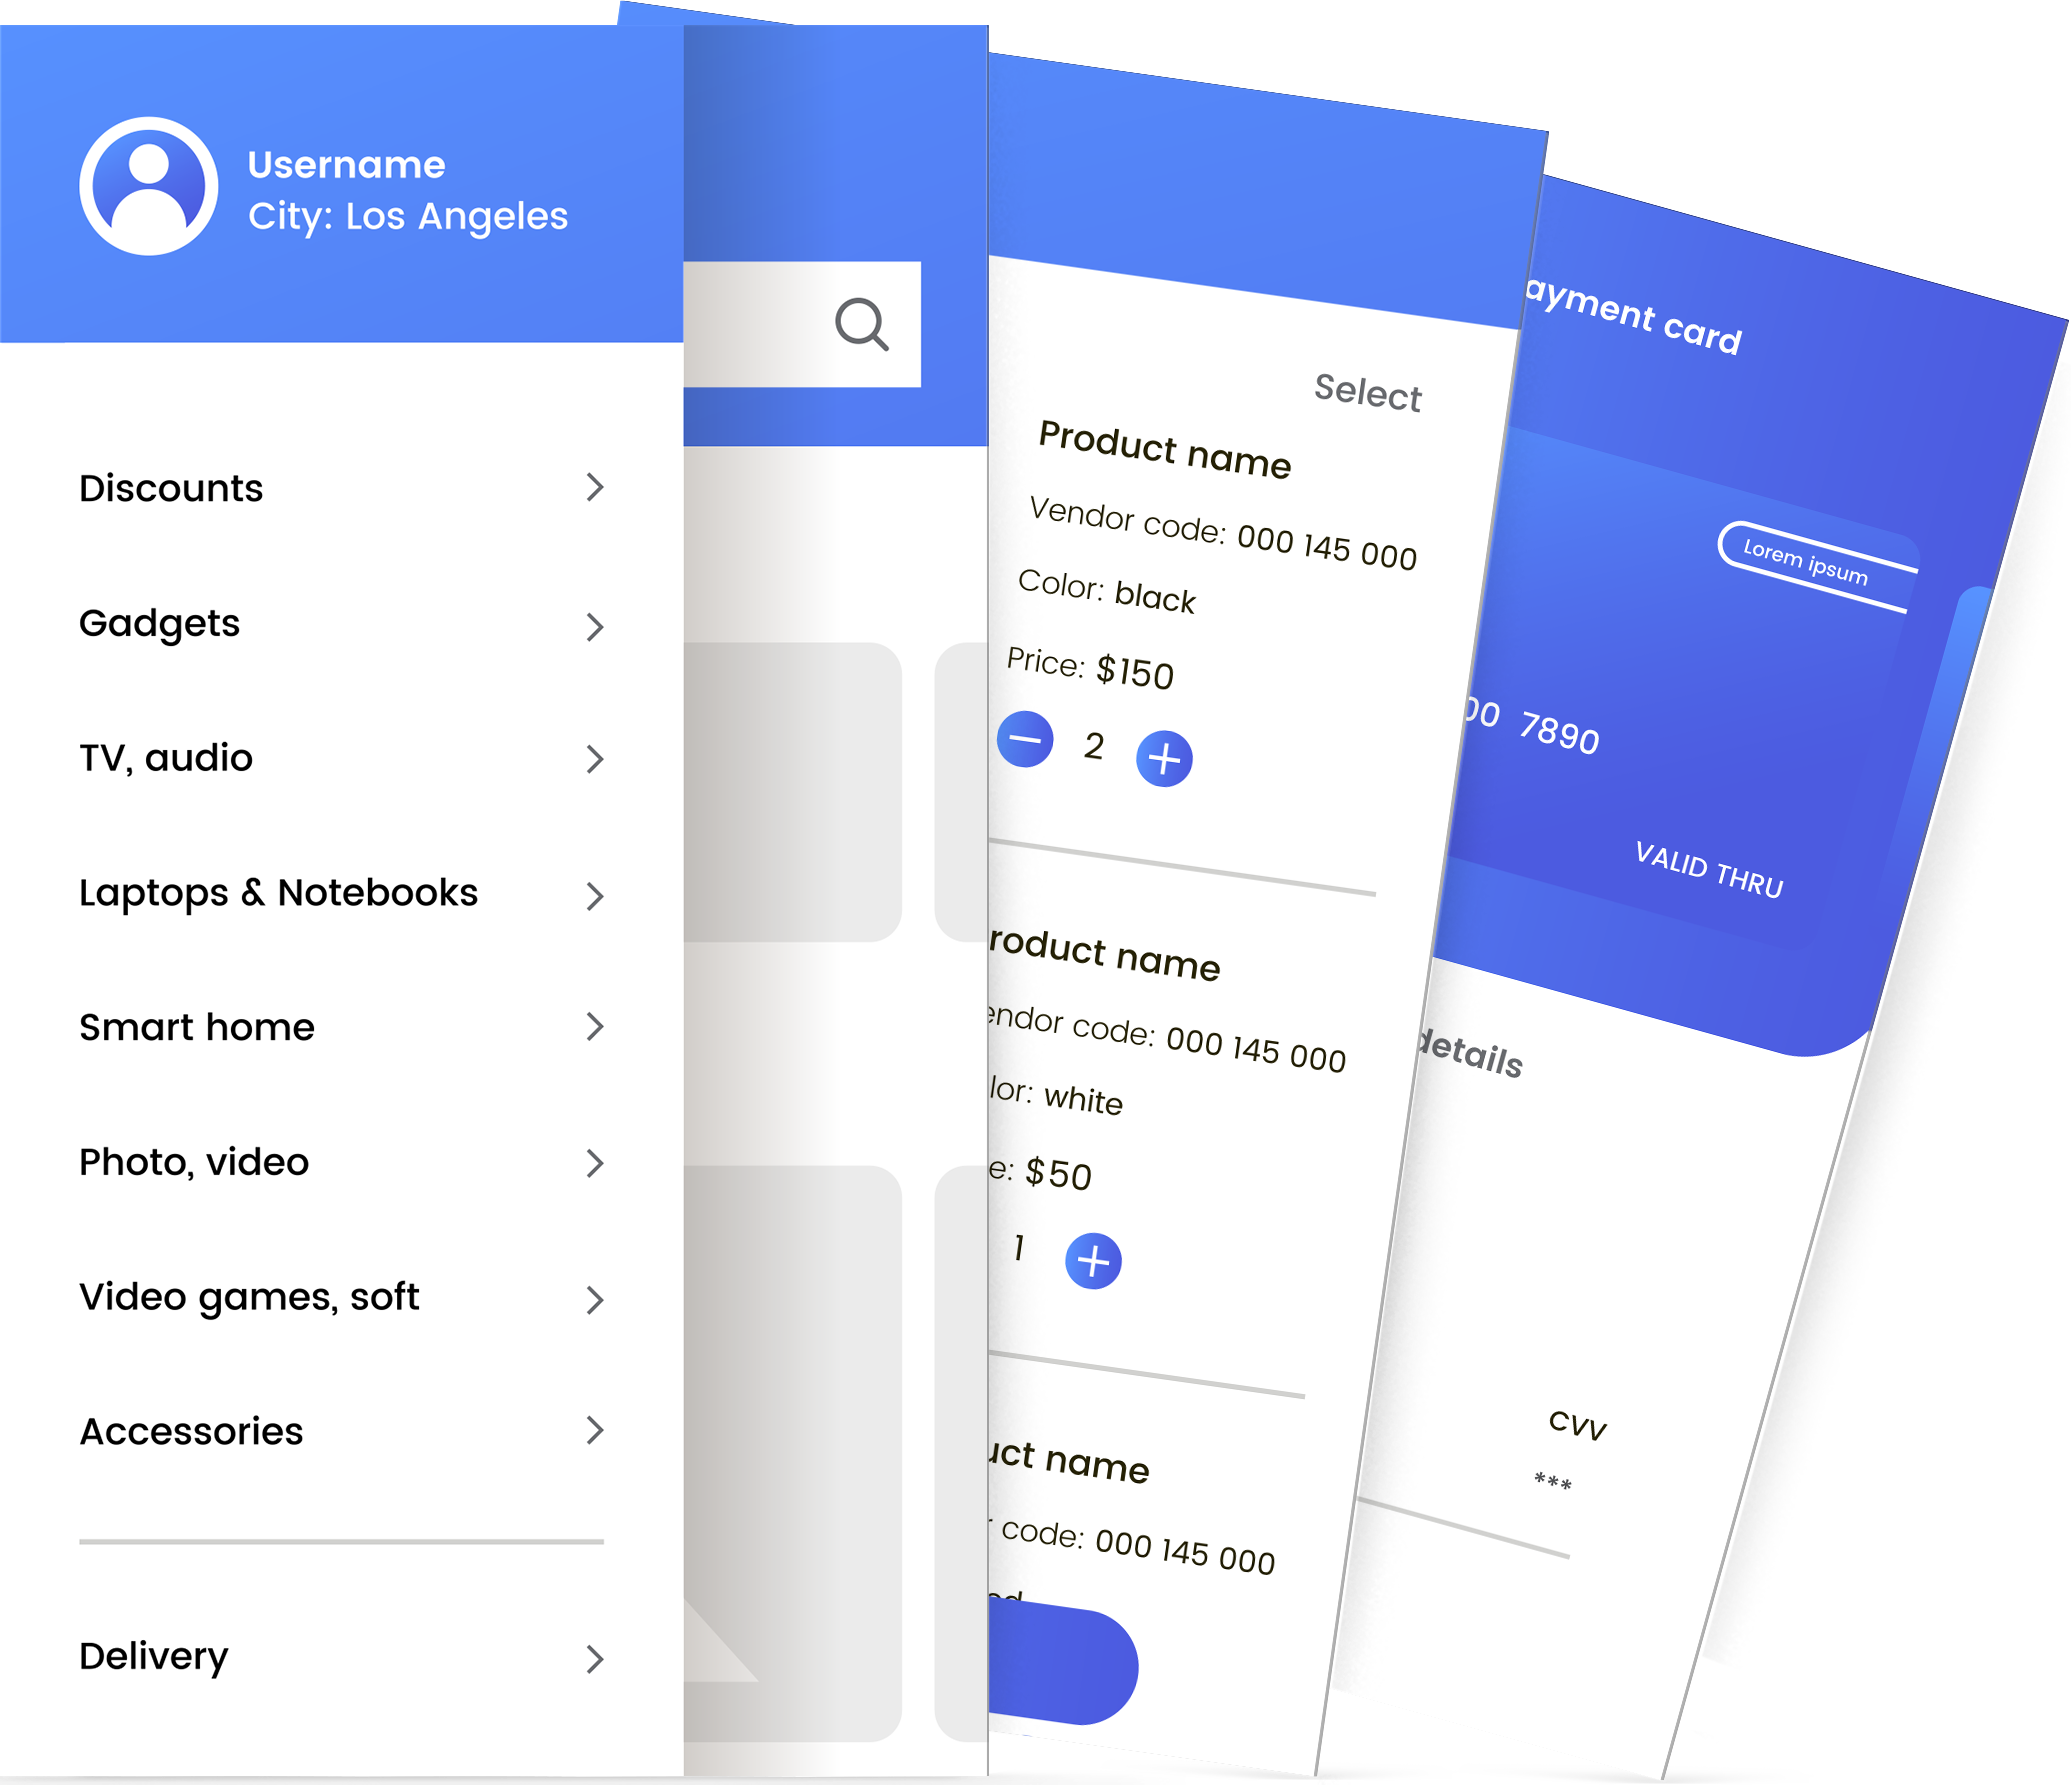 Username
City: Los Angeles
Discounts
Gadgets
TV, audio
Laptops & Notebooks
Smart home
Photo, video
Video games, soft
Accessories
Delivery
Select
Product name
Vendor code: 000 145 000
Color: black
Price: $150
2
roduct name
endor code: 000 145 000
lor: white
e: $50
1
uct name
code: 000 145 000
ayment card
Lorem ipsum
00 7890
VALID THRU
details
CVV
***